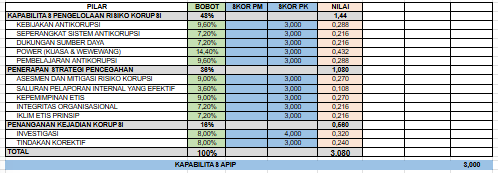 PILAR BOBOT SKOR PM SKOR PK NILAI
KAPABILITAS PENGELOLAAN RISIKO KORUPSI 48% 1,44
KEBIJAKAN ANTIKORUPSI 9,60% 3,000 0,288
SEPERANGKAT SISTEM ANTIKORUPSI 7,20% 3,000 0,216
DUKUNGAN SUMBER DAYA 7,20% 3,000 0,216
POWER (KUASA & WEWEWANG) 14,40% 3,000 0,432
PEMBELAJARAN ANTIKORUPSI 9,60% 3,000 0,288
PENERAPAN STRATEGI PENCEGAHAN 36% 1,080
ASESMEN DAN MITIGASI RISIKO KORUPSI 9,00% 3,000 0,270
SALURAN PELAPORAN INTERNAL YANG EFEKTIF 3,60% 3,000 0,108
KEPEMIMPINAN ETIS 9,00% 3,000 0,270
INTEGRITAS ORGANISASIONAL 7,20% 3,000 0,216
IKLIM ETIS PRINSIP 7,20% 3,000 0,216
PENANGANAN KEJADIAN KORUPSI 16% 0,560
INVESTIGASI 8,00% 4,000 0,320
TINDAKAN KOREKTIF 8,00% 3,000 0,240
TOTAL 100% 3,080
KAPABILITAS APIP 3,000